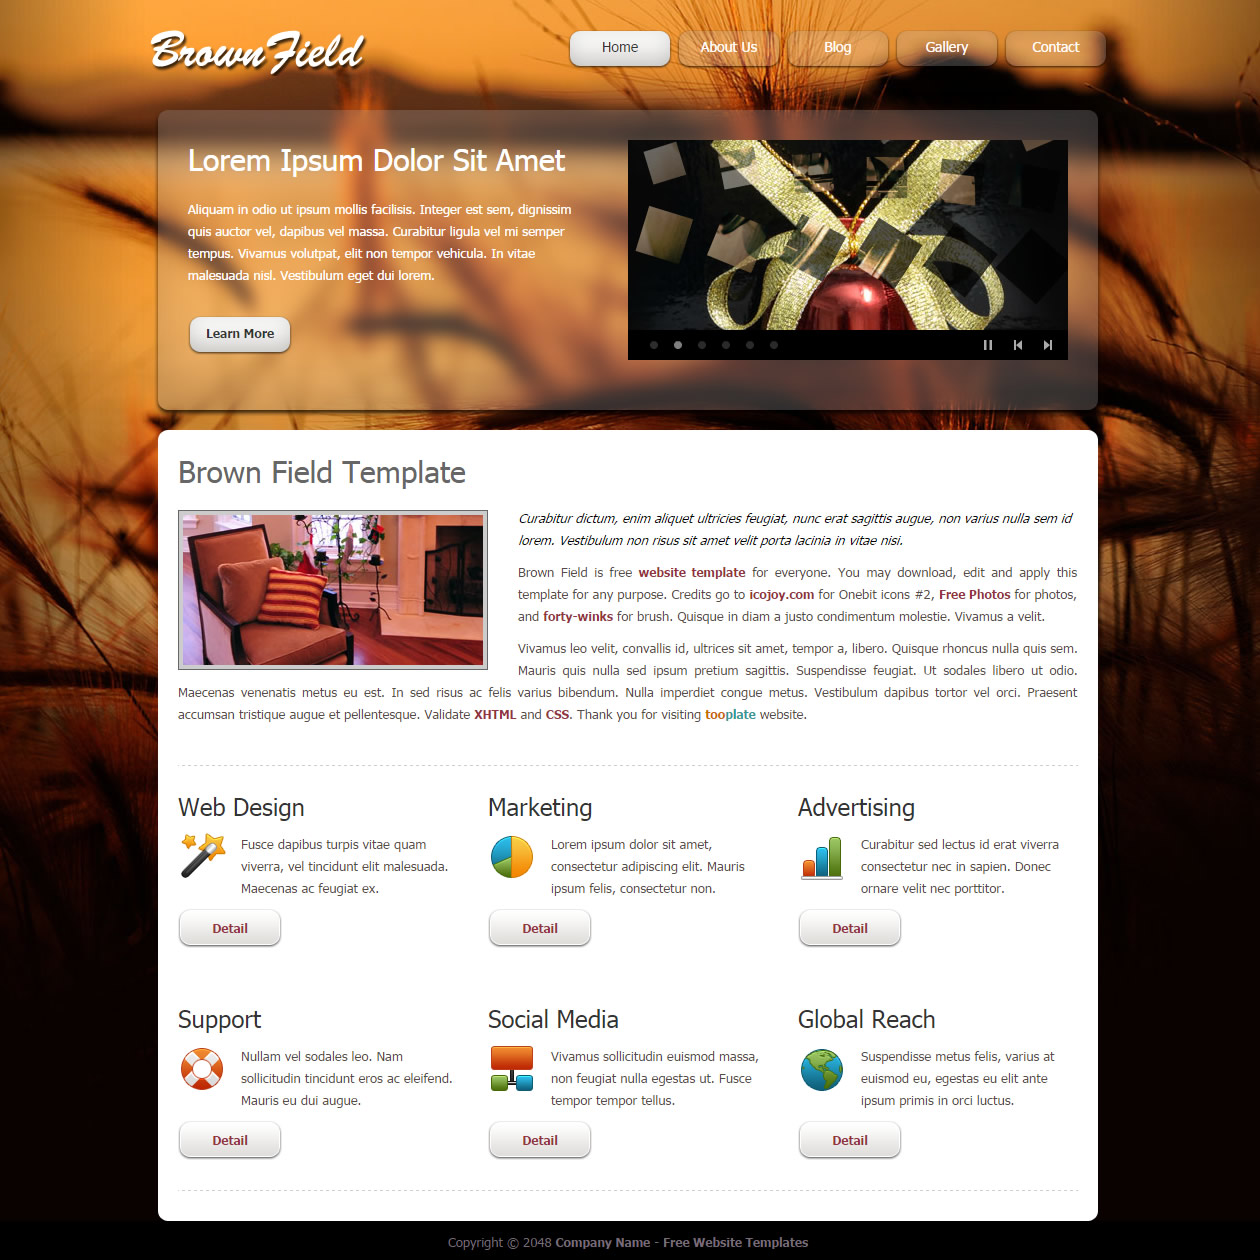 BrownField
Home
About Us
Blog
Gallery
Contact
Lorem Ipsum Dolor Sit Amet
Aliquam in odio ut ipsum mollis facilisis. Integer est sem, dignissim
quis auctor vel, dapibus vel massa. Curabitur ligula vel mi semper
tempus. Vivamus volutpat, elit non tempor vehicula. In vitae
malesuada nisl. Vestibulum eget dui lorem.
Learn More
Brown Field Template
Curabitur dictum, enim aliquet ultricies feugiat, nunc erat sagittis augue, non varius nulla sem id
lorem. Vestibulum non risus sit amet velit porta lacinia in vitae nisi.
Brown Field is free website template for everyone. You may download, edit and apply this
template for any purpose. Credits go to icojoy.com for Onebit icons #2, Free Photos for photos,
and forty-winks for brush. Quisque in diam a justo condimentum molestie. Vivamus a velit.
Vivamus leo velit, convallis id, ultrices sit amet, tempor a, libero. Quisque rhoncus nulla quis sem.
Mauris quis nulla sed ipsum pretium sagittis. Suspendisse feugiat. Ut sodales libero ut odio.
Maecenas venenatis metus eu est. In sed risus ac felis varius bibendum. Nulla imperdiet congue metus. Vestibulum dapibus tortor vel orci. Praesent
accumsan tristique augue et pellentesque. Validate XHTML and CSS. Thank you for visiting tooplate website.
Web Design
Fusce dapibus turpis vitae quam
viverra, vel tincidunt elit malesuada.
Maecenas ac feugiat ex.
Detail
Marketing
Lorem ipsum dolor sit amet,
consectetur adipiscing elit. Mauris
ipsum felis, consectetur non.
Detail
Advertising
Curabitur sed lectus id erat viverra
consectetur nec in sapien. Donec
ornare velit nec porttitor.
Detail
Support
Nullam vel sodales leo. Nam
sollicitudin tincidunt eros ac eleifend.
Mauris eu dui augue.
Detail
Social Media
Vivamus sollicitudin euismod massa,
non feugiat nulla egestas ut. Fusce
tempor tempor tellus.
Detail
Global Reach
Suspendisse metus felis, varius at
euismod eu, egestas eu elit ante
ipsum primis in orci luctus.
Detail
Copyright © 2048 Company Name - Free Website Templates